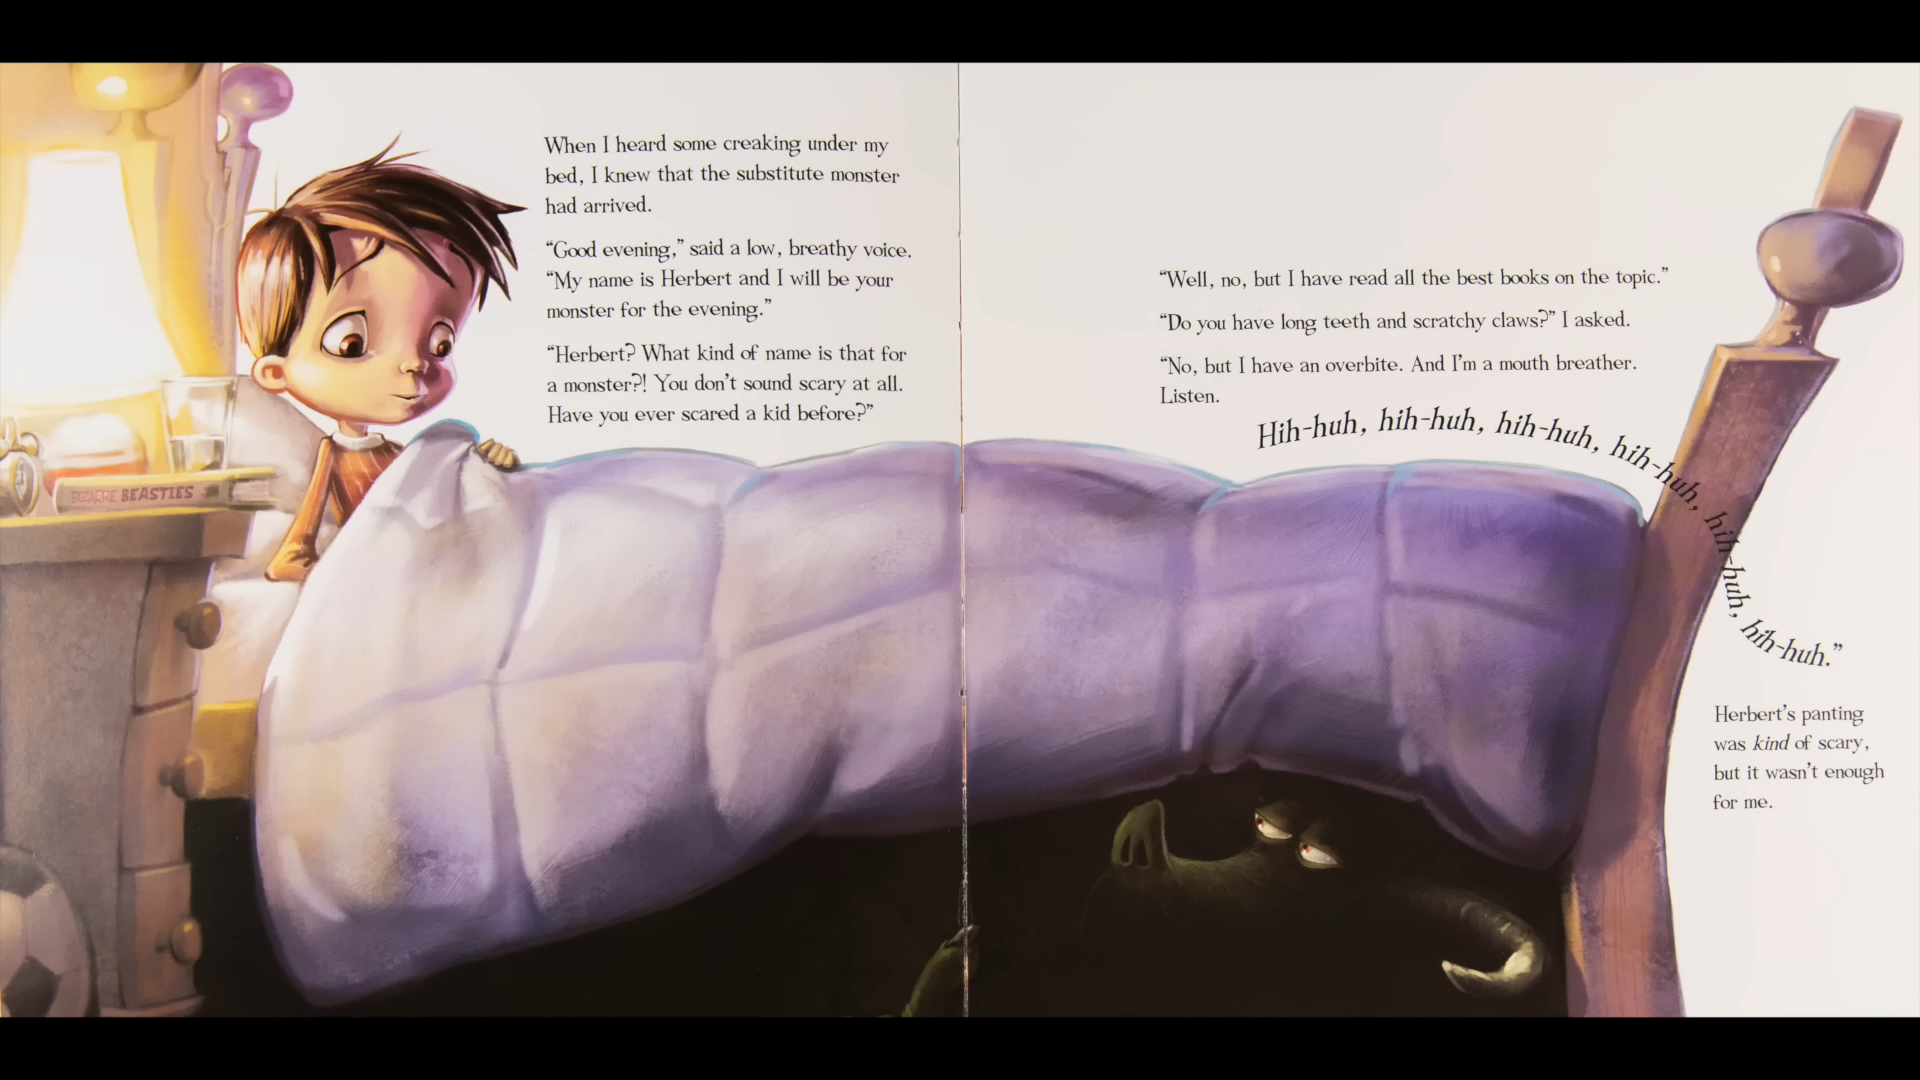 When I heard some creaking under my
bed, I knew that the substitute monster
had arrived.
“Good evening,” said a low, breathy voice.
“My name is Herbert and I will be your
monster for the evening.”
“Herbert? What kind of name is that for
a monster?! You don’t sound scary at all.
Have you ever scared a kid before?”
BIZARRE BEASTIES
“Well, no, but I have read all the best books on the topic.”
“Do you have long teeth and scratchy claws?” I asked.
“No, but I have an overbite. And I’m a mouth breather.
Listen.
Hih-huh, hih-huh, hih-huh, hih-huh, hih-huh, hih-huh.”
Herbert’s panting
was kind of scary,
but it wasn’t enough
for me.